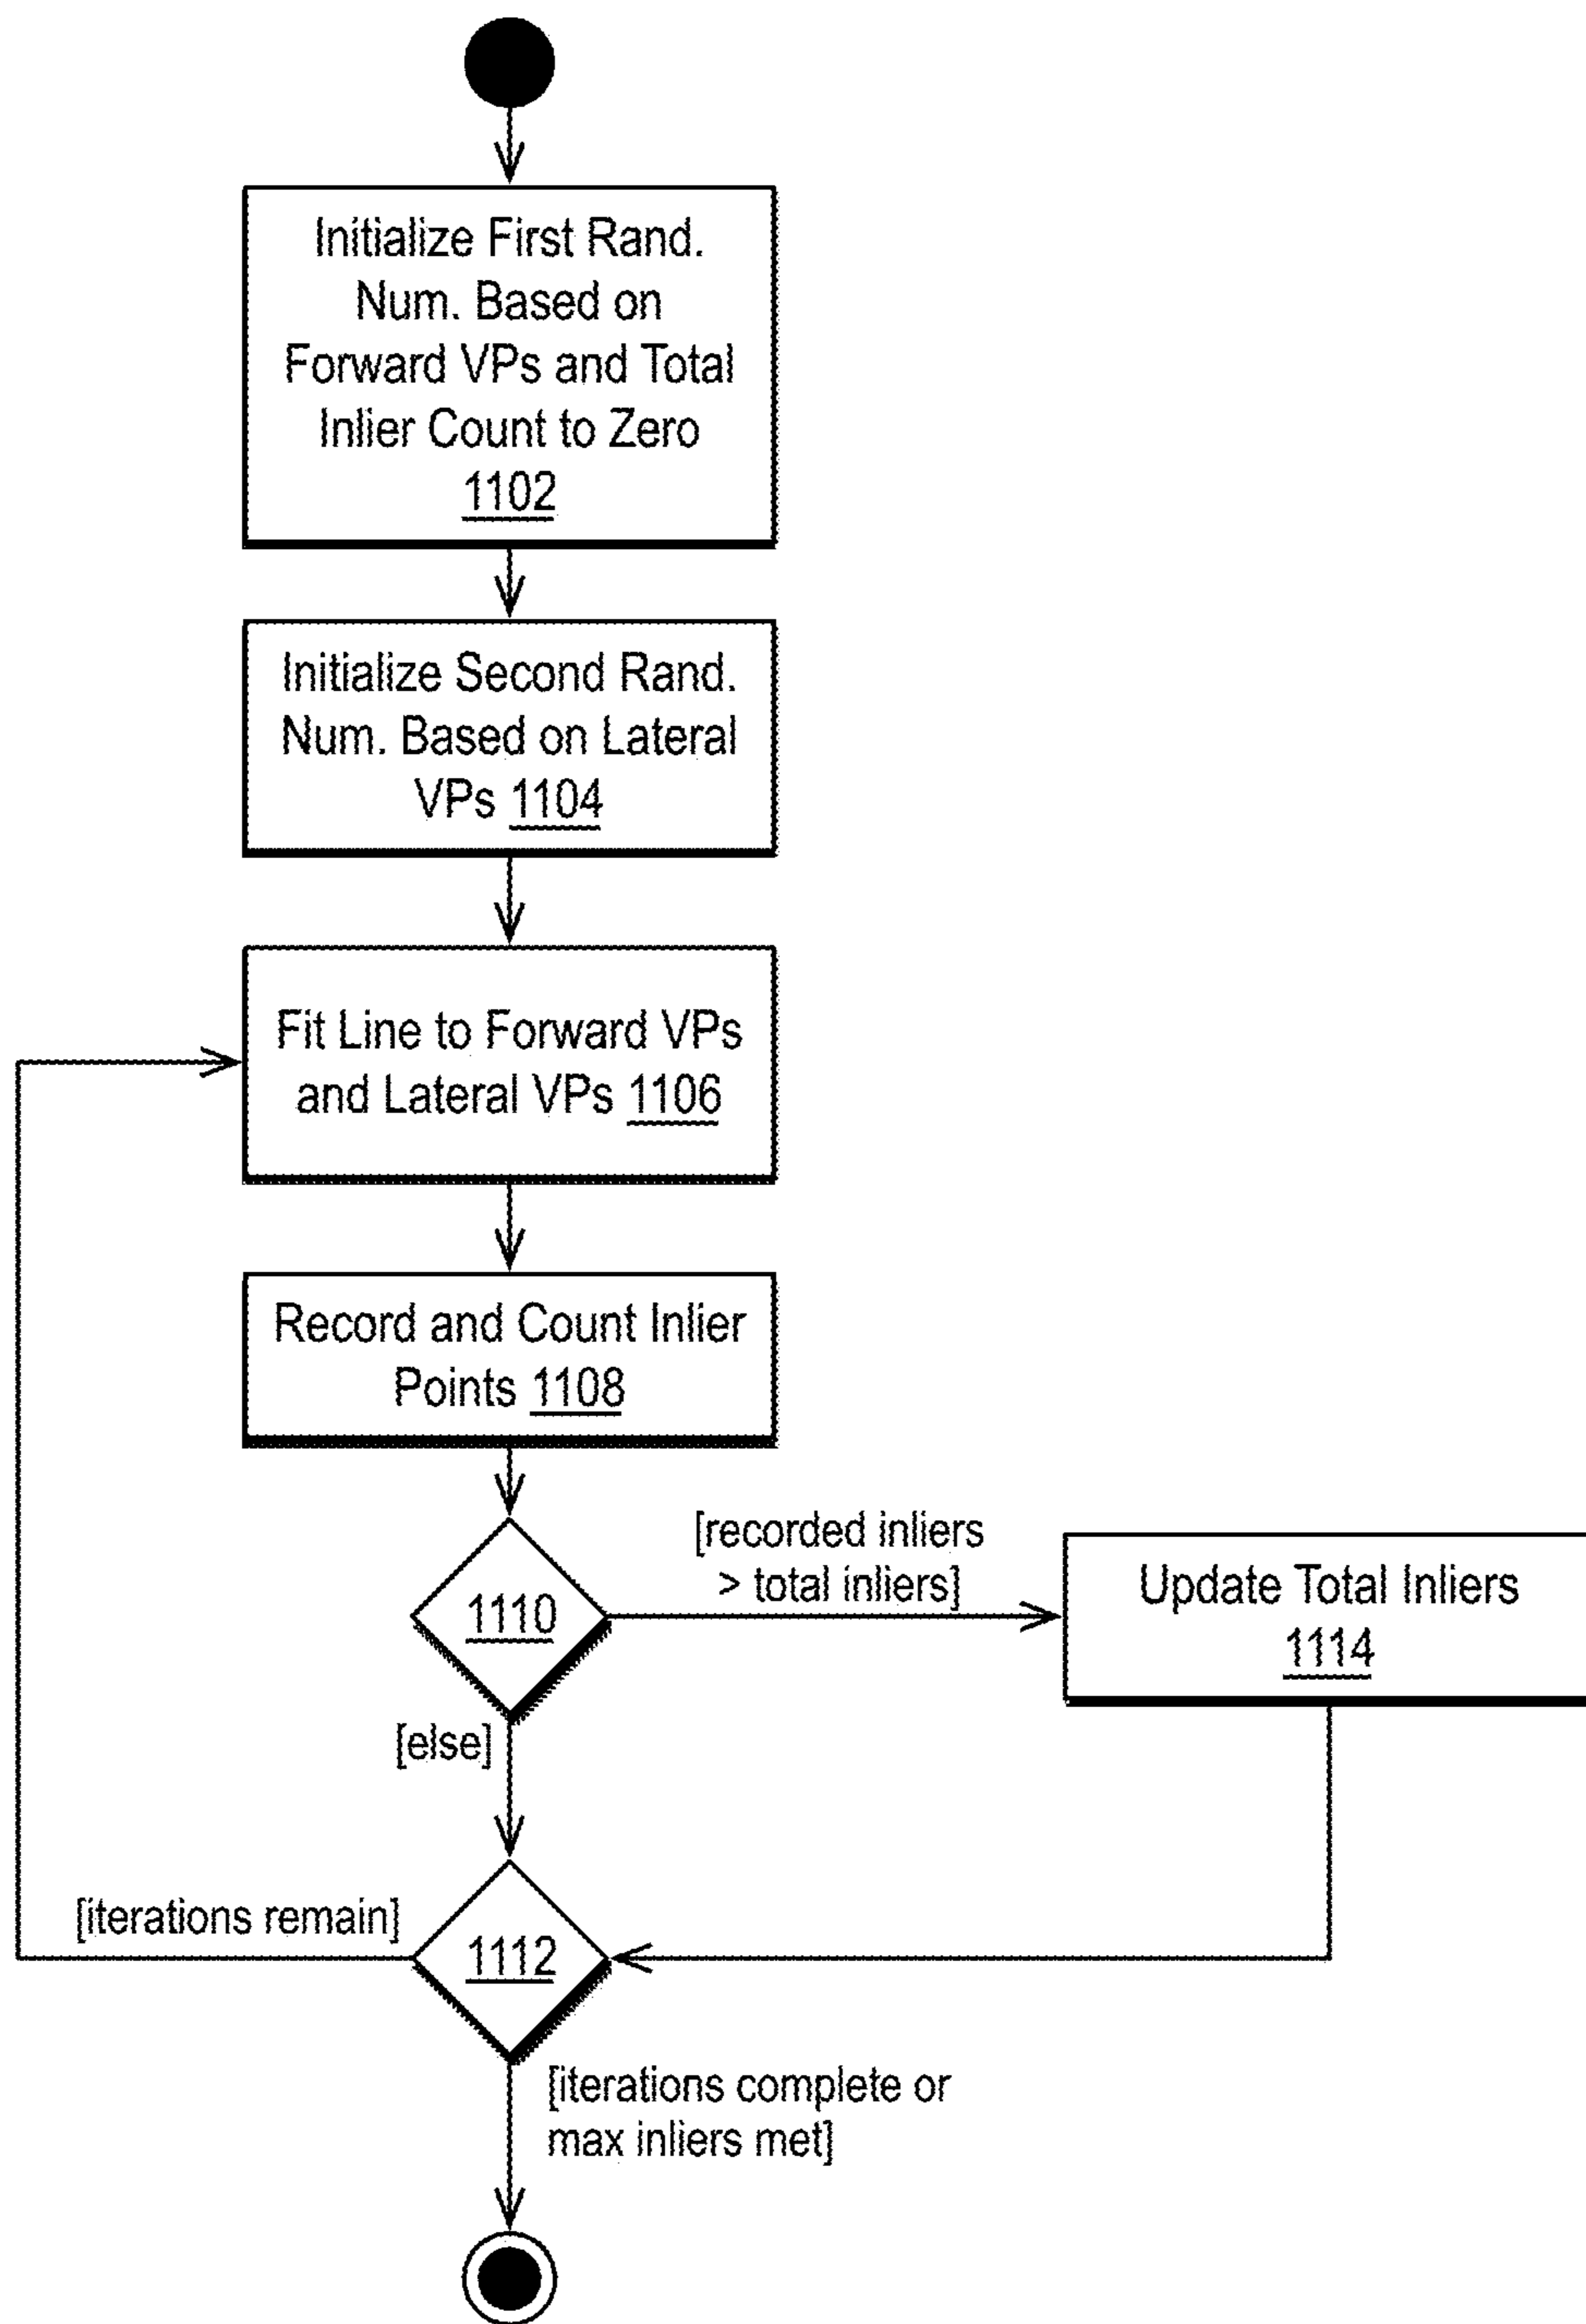 Initialize First Rand.
Num. Based on
Forward VPs and Total
Inlier Count to Zero
1102
Initialize Second Rand.
Num. Based on Lateral
VPs 1104
Fit Line to Forward VPs
and Lateral VPs 1106
Record and Count Inlier
Points 1108
[recorded inliers
> total inliers]
1110
Update Total Inliers
1114
[else]
[iterations remain]
1112
[iterations complete or
max inliers met]